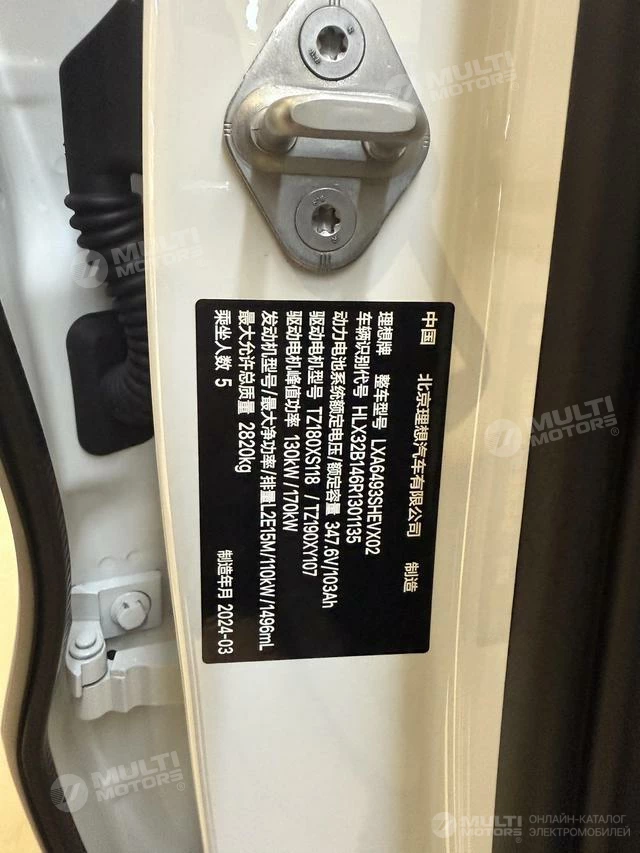 中国 北京理想汽车有限公司 制造
理想牌 整车型号 LXA6493SHEVX02
车辆识别代号 HLX32B146R1301135
动力电池系统额定电压/额定容量 347.6V/103Ah
驱动电机型号 TZ180XS118 / TZ190XY107
驱动电机峰值功率 130kW/170kW
发动机型号/最大净功率/排量L2E15M/110kW/1496mL
最大允许总质量 2820kg
乘坐人数 5 制造年月 2024-03
MULTI
MOTORS®
MULTI
MOTORS®
MULTI
MOTORS®
MULTI
MOTORS®
MULTI
MOTORS®
ОНЛАЙН-КАТАЛОГ
ЭЛЕКТРОМОБИЛЕЙ